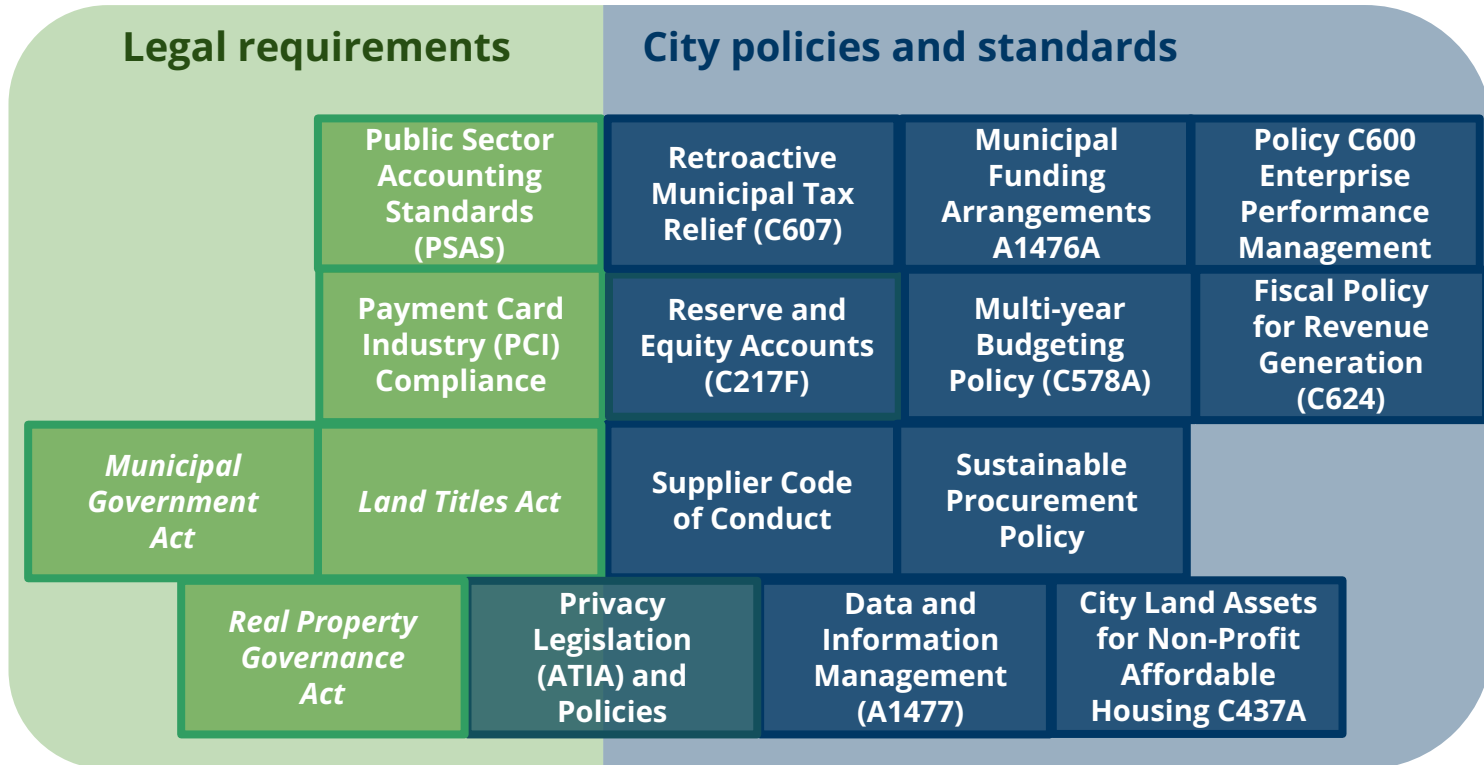 Legal requirements
City policies and standards
Public Sector
Accounting
Standards
(PSAS)
Retroactive
Municipal Tax
Relief (C607)
Municipal
Funding
Arrangements
A1476A
Policy C600
Enterprise
Performance
Management
Payment Card
Industry (PCI)
Compliance
Reserve and
Equity Accounts
(C217F)
Multi-year
Budgeting
Policy (C578A)
Fiscal Policy
for Revenue
Generation
(C624)
Municipal
Government
Act
Land Titles Act
Supplier Code
of Conduct
Sustainable
Procurement
Policy
Real Property
Governance
Act
Privacy
Legislation
(ATIA) and
Policies
Data and
Information
Management
(A1477)
City Land Assets
for Non-Profit
Affordable
Housing C437A